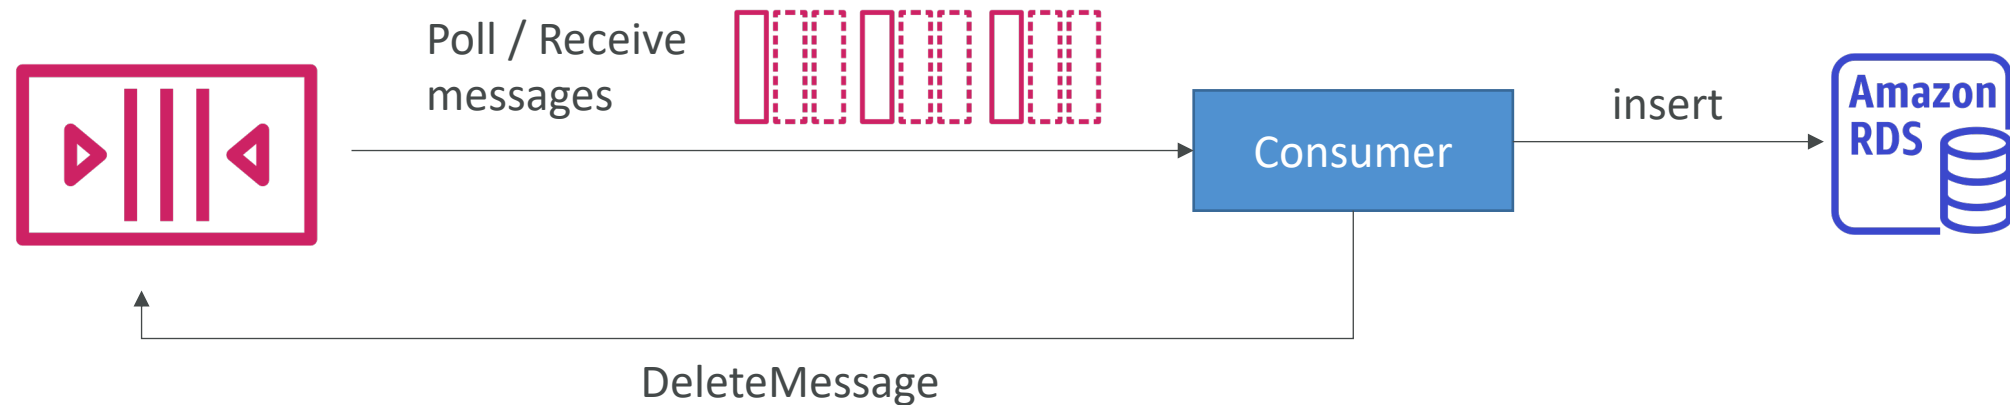 Poll / Receive
messages
Consumer
insert
Amazon
RDS
DeleteMessage